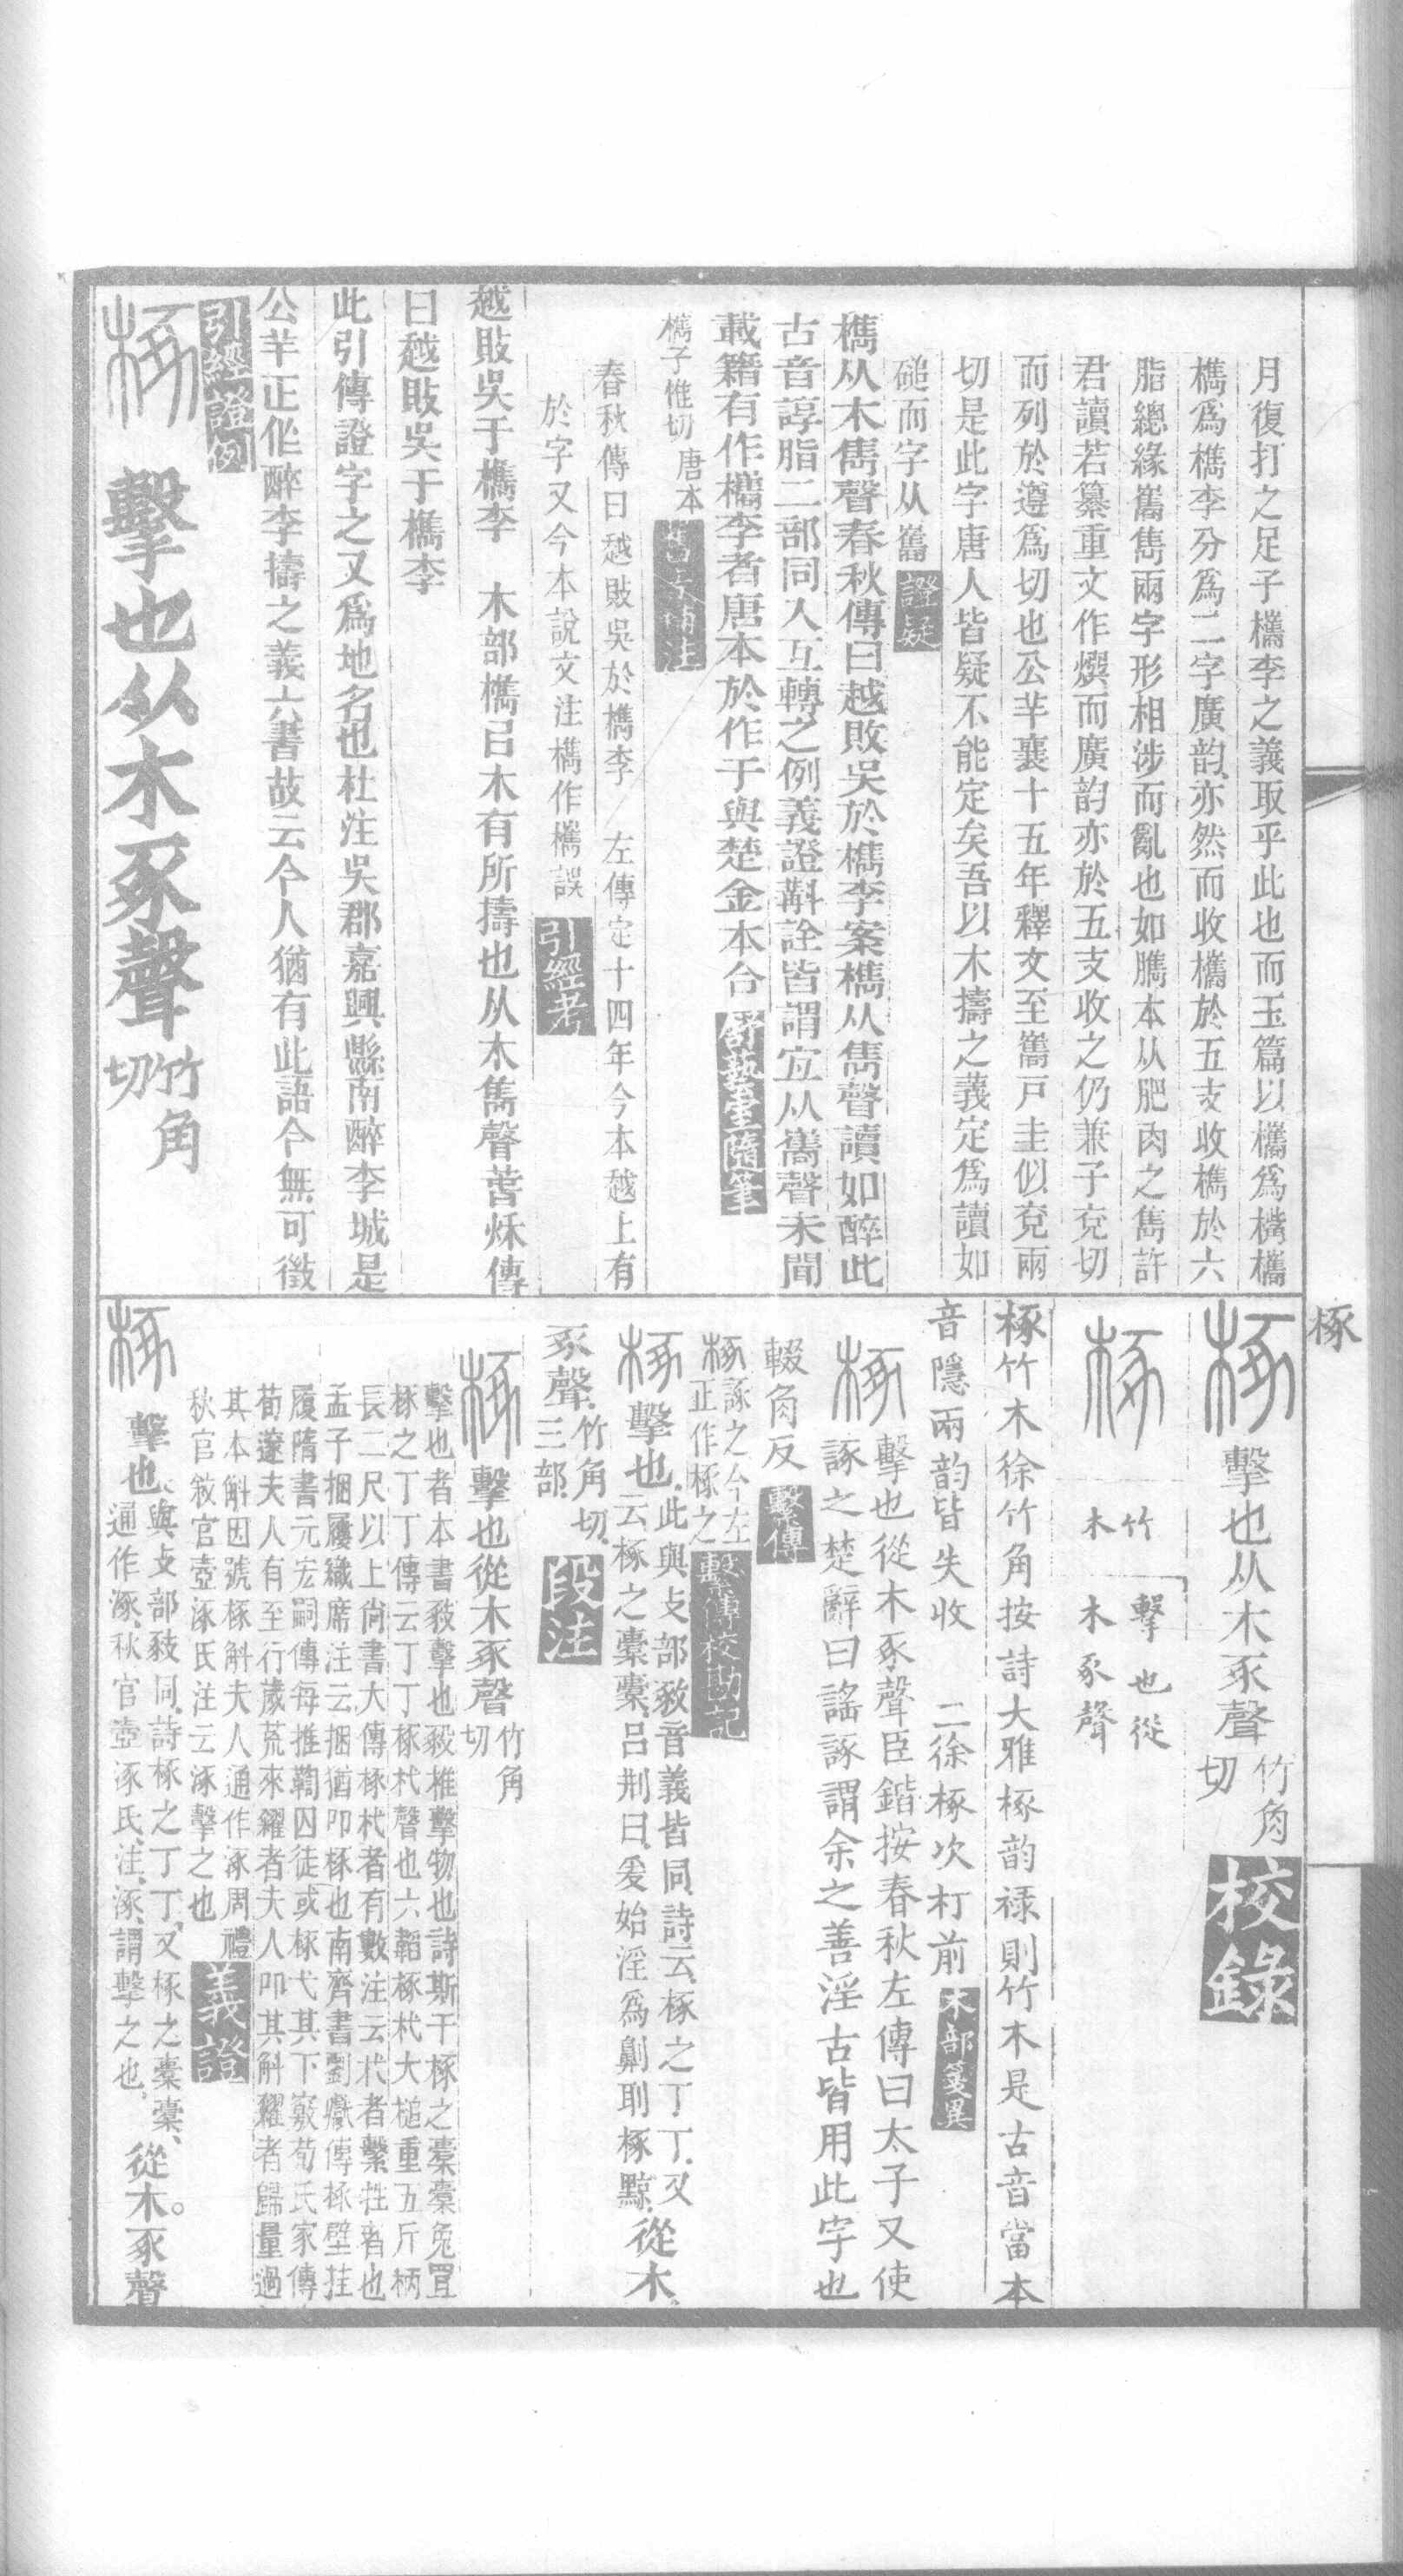 月復打之足子欈李之義取乎此也而玉篇以欈爲檇欈
檇爲檇李分爲二字廣韵亦然而收欈於五支收檇於六
脂總緣巂雋兩字形相涉而亂也如臇本从肥肉之雋許
君讀若纂重文作熼而廣韵亦於五支收之仍兼子兗切
而列於遵爲切也公羊襄十五年釋文至巂戸圭似兗兩
切是此字唐人皆疑不能定矣吾以木擣之義定爲讀如
磓而字从巂 證疑
檇从木雋聲春秋傳曰越敗吳於檇李案檇从雋聲讀如醉此
古音諄脂二部同入互轉之例義證斠詮皆謂宜从巂聲未聞
載籍有作欈李者唐本於作于與楚金本合 舒藝室隨筆
檇子惟切 唐本
春秋傳曰越敗吳於檇李 左傳定十四年今本越上有
於字又今本說文注檇作欈誤 引經考
越敗吳于檇李 木部檇㠯木有所擣也从木雋聲萅秌傳
曰越敗吳于檇李
此引傳證字之又爲地名也杜注吳郡嘉興縣南醉李城是
公羊正作醉李擣之義六書故云今人猶有此語今無可徵
引經證例
椓 擊也从木豖聲 竹角切
椓
椓 擊也从木豖聲 竹角切 校錄
椓 竹木 擊也從木豖聲
椓竹木徐竹角按詩大雅椓韵祿則竹木是古音當本
音隱兩韵皆失收 二徐椓次朾前 木部箋異
椓 擊也從木豖聲臣鍇按春秋左傳曰太子又使
諑之楚辭曰謠諑謂余之善淫古皆用此字也
輟角反 繫傳
椓 諑之今左正作椓之 繫傳校勘記
椓 擊也 此與攴部㪇音義皆同詩云椓之丁丁又
云椓之橐橐呂刑曰爰始淫爲劓刵椓黥 從木
豖聲 竹角切三部 段注
椓 擊也從木豖聲 竹角切
擊也者本書㪇擊也毅椎擊物也詩斯干椓之橐橐兔罝
椓之丁丁傳云丁丁椓杙聲也六韜椓杙大槌重五斤柄
長二尺以上尚書大傳椓杙者有數注云杙者繫牲者也
孟子捆屨織席注云捆猶叩椓也南齊書劉瓛傳椓壁挂
履隋書元宏嗣傳每推鞫囚徒或椓弋其下竅荀氏家傳
荀邃夫人有至行歲荒來糴者夫人叩其斛糴者歸量過
其本斛因號椓斛夫人通作涿周禮
秋官敘官壺涿氏注云涿擊之也 義證
椓 擊也 與攴部㪇同詩椓之丁丁又椓之橐橐
通作涿秋官壺涿氏注涿謂擊之也 從木豖聲